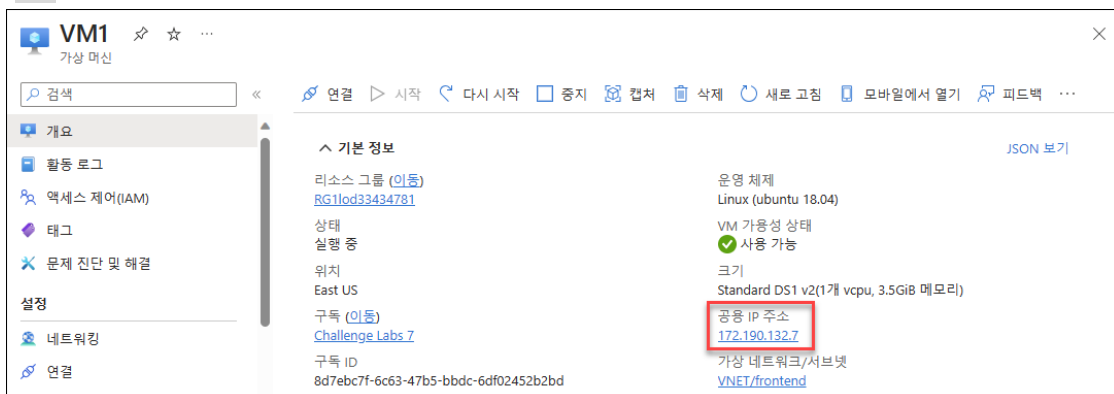 VM1
가상 머신
검색
연결 시작 다시 시작 중지 캡처 삭제 새로 고침 모바일에서 열기 피드백
개요
활동 로그
액세스 제어(IAM)
태그
문제 진단 및 해결
설정
네트워킹
연결
기본 정보
JSON 보기
리소스 그룹 (이동)
RG1lod33434781
상태
실행 중
위치
East US
구독 (이동)
Challenge Labs 7
구독 ID
8d7ebc7f-6c63-47b5-bbdc-6df02452b2bd
운영 체제
Linux (ubuntu 18.04)
VM 가용성 상태
사용 가능
크기
Standard DS1 v2(1개 vcpu, 3.5GiB 메모리)
공용 IP 주소
172.190.132.7
가상 네트워크/서브넷
VNET/frontend